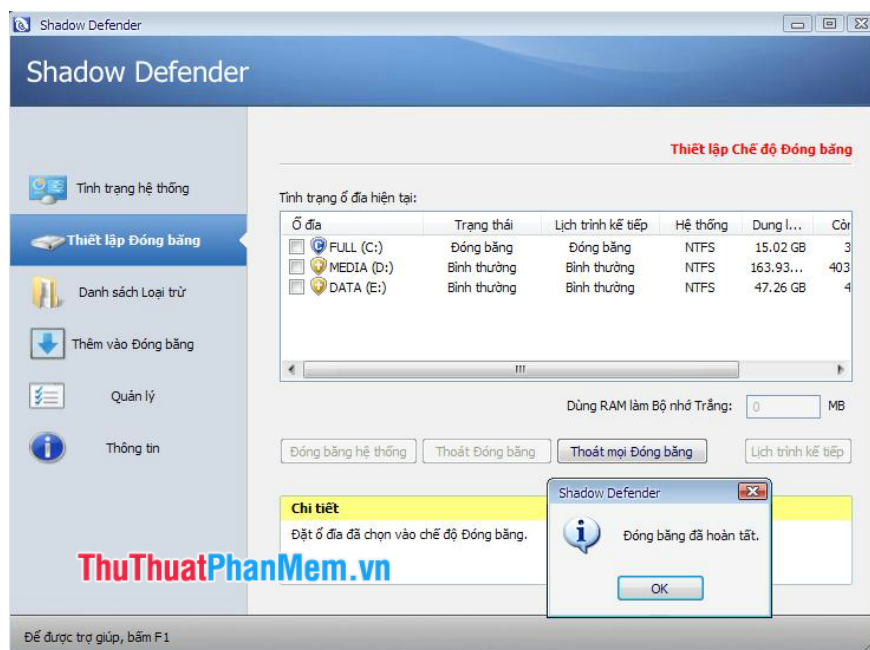 Shadow Defender
Shadow Defender
Thiết lập Chế độ Đóng băng
Tình trạng hệ thống
Thiết lập Đóng băng
Danh sách Loại trừ
Thêm vào Đóng băng
Quản lý
Thông tin
Tình trạng ổ đĩa hiện tại:
Ổ đĩa Trạng thái Lịch trình kế tiếp Hệ thống Dung l... Còn
FULL (C:) Đóng băng Đóng băng NTFS 15.02 GB 3
MEDIA (D:) Bình thường Bình thường NTFS 163.93... 403
DATA (E:) Bình thường Bình thường NTFS 47.26 GB 4
Dùng RAM làm Bộ nhớ Trắng: 0 MB
Đóng băng hệ thống Thoát Đóng băng Thoát mọi Đóng băng Lịch trình kế tiếp
Chi tiết
Đặt ổ đĩa đã chọn vào chế độ Đóng băng.
Shadow Defender
Đóng băng đã hoàn tất.
OK
ThuThuatPhanMem.vn
Để được trợ giúp, bấm F1